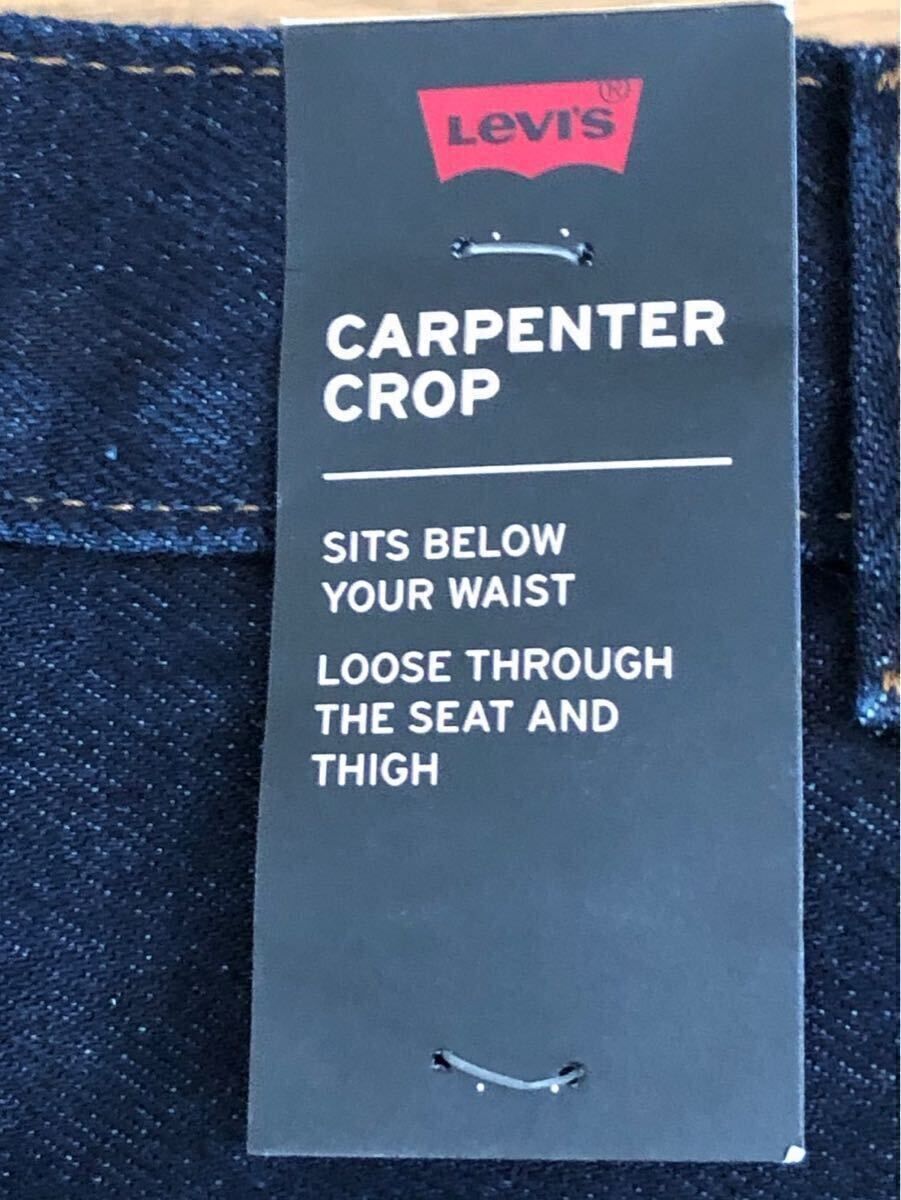 Levi's ®
CARPENTER
CROP
SITS BELOW
YOUR WAIST
LOOSE THROUGH
THE SEAT AND
THIGH